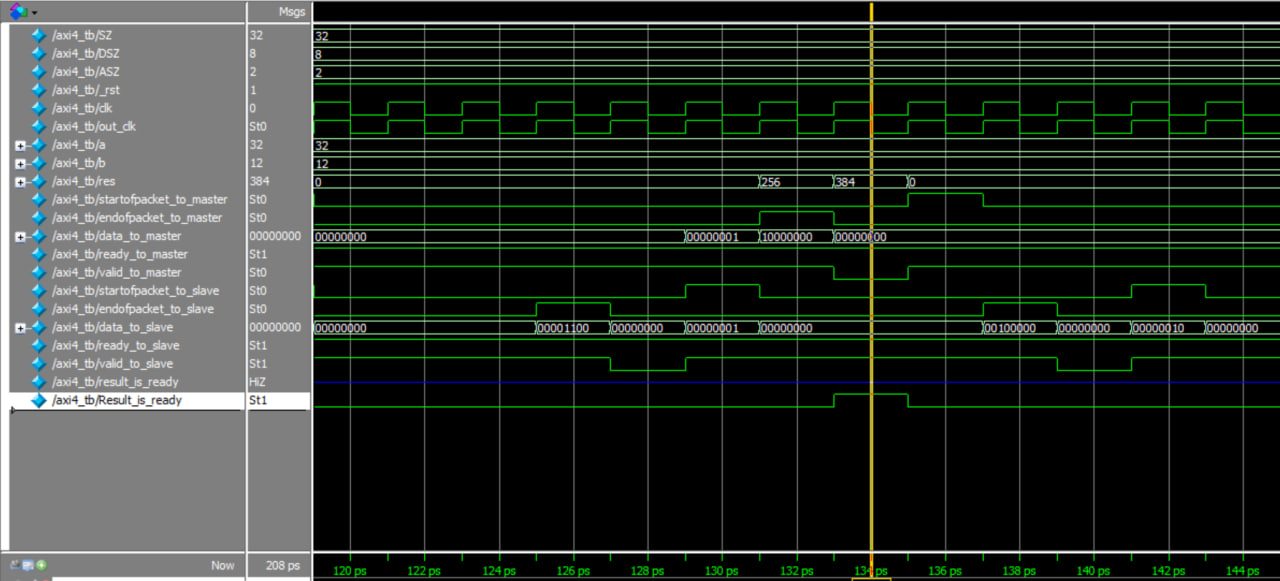 Msgs
/axi4_tb/SZ 32 32
/axi4_tb/DSZ 8 8
/axi4_tb/ASZ 2 2
/axi4_tb/_rst 1
/axi4_tb/clk 0
/axi4_tb/out_clk St0
/axi4_tb/a 32 32
/axi4_tb/b 12 12
/axi4_tb/res 384 0 256 384 0
/axi4_tb/startofpacket_to_master St0
/axi4_tb/endofpacket_to_master St0
/axi4_tb/data_to_master 00000000 00000000 00000001 10000000 00000000
/axi4_tb/ready_to_master St1
/axi4_tb/valid_to_master St0
/axi4_tb/startofpacket_to_slave St0
/axi4_tb/endofpacket_to_slave St0
/axi4_tb/data_to_slave 00000000 00000000 00001100 00000000 00000001 00000000 00100000 00000000 00000010 00000000
/axi4_tb/ready_to_slave St1
/axi4_tb/valid_to_slave St1
/axi4_tb/result_is_ready HiZ
/axi4_tb/Result_is_ready St1
Now 208 ps 120 ps 122 ps 124 ps 126 ps 128 ps 130 ps 132 ps 134 ps 136 ps 138 ps 140 ps 142 ps 144 ps